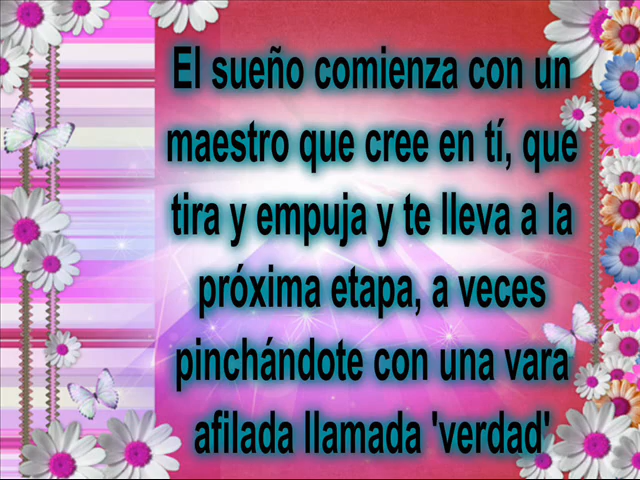 El sueño comienza con un
maestro que cree en tí, que
tira y empuja y te lleva a la
próxima etapa, a veces
pinchándote con una vara
afilada llamada 'verdad'